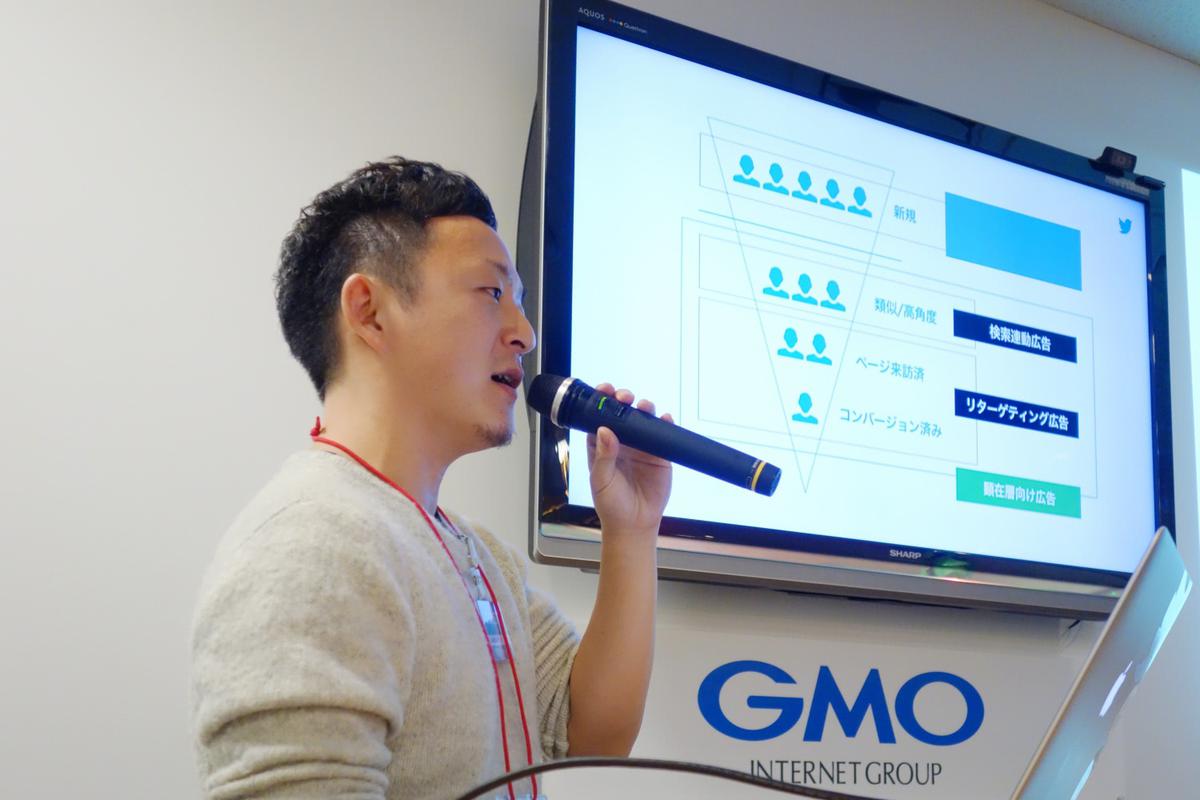 AQUOS
Quattron
新規
類似/高角度
検索連動広告
ページ来訪済
リターゲティング広告
コンバージョン済み
顕在層向け広告
SHARP
GMO
INTERNET GROUP